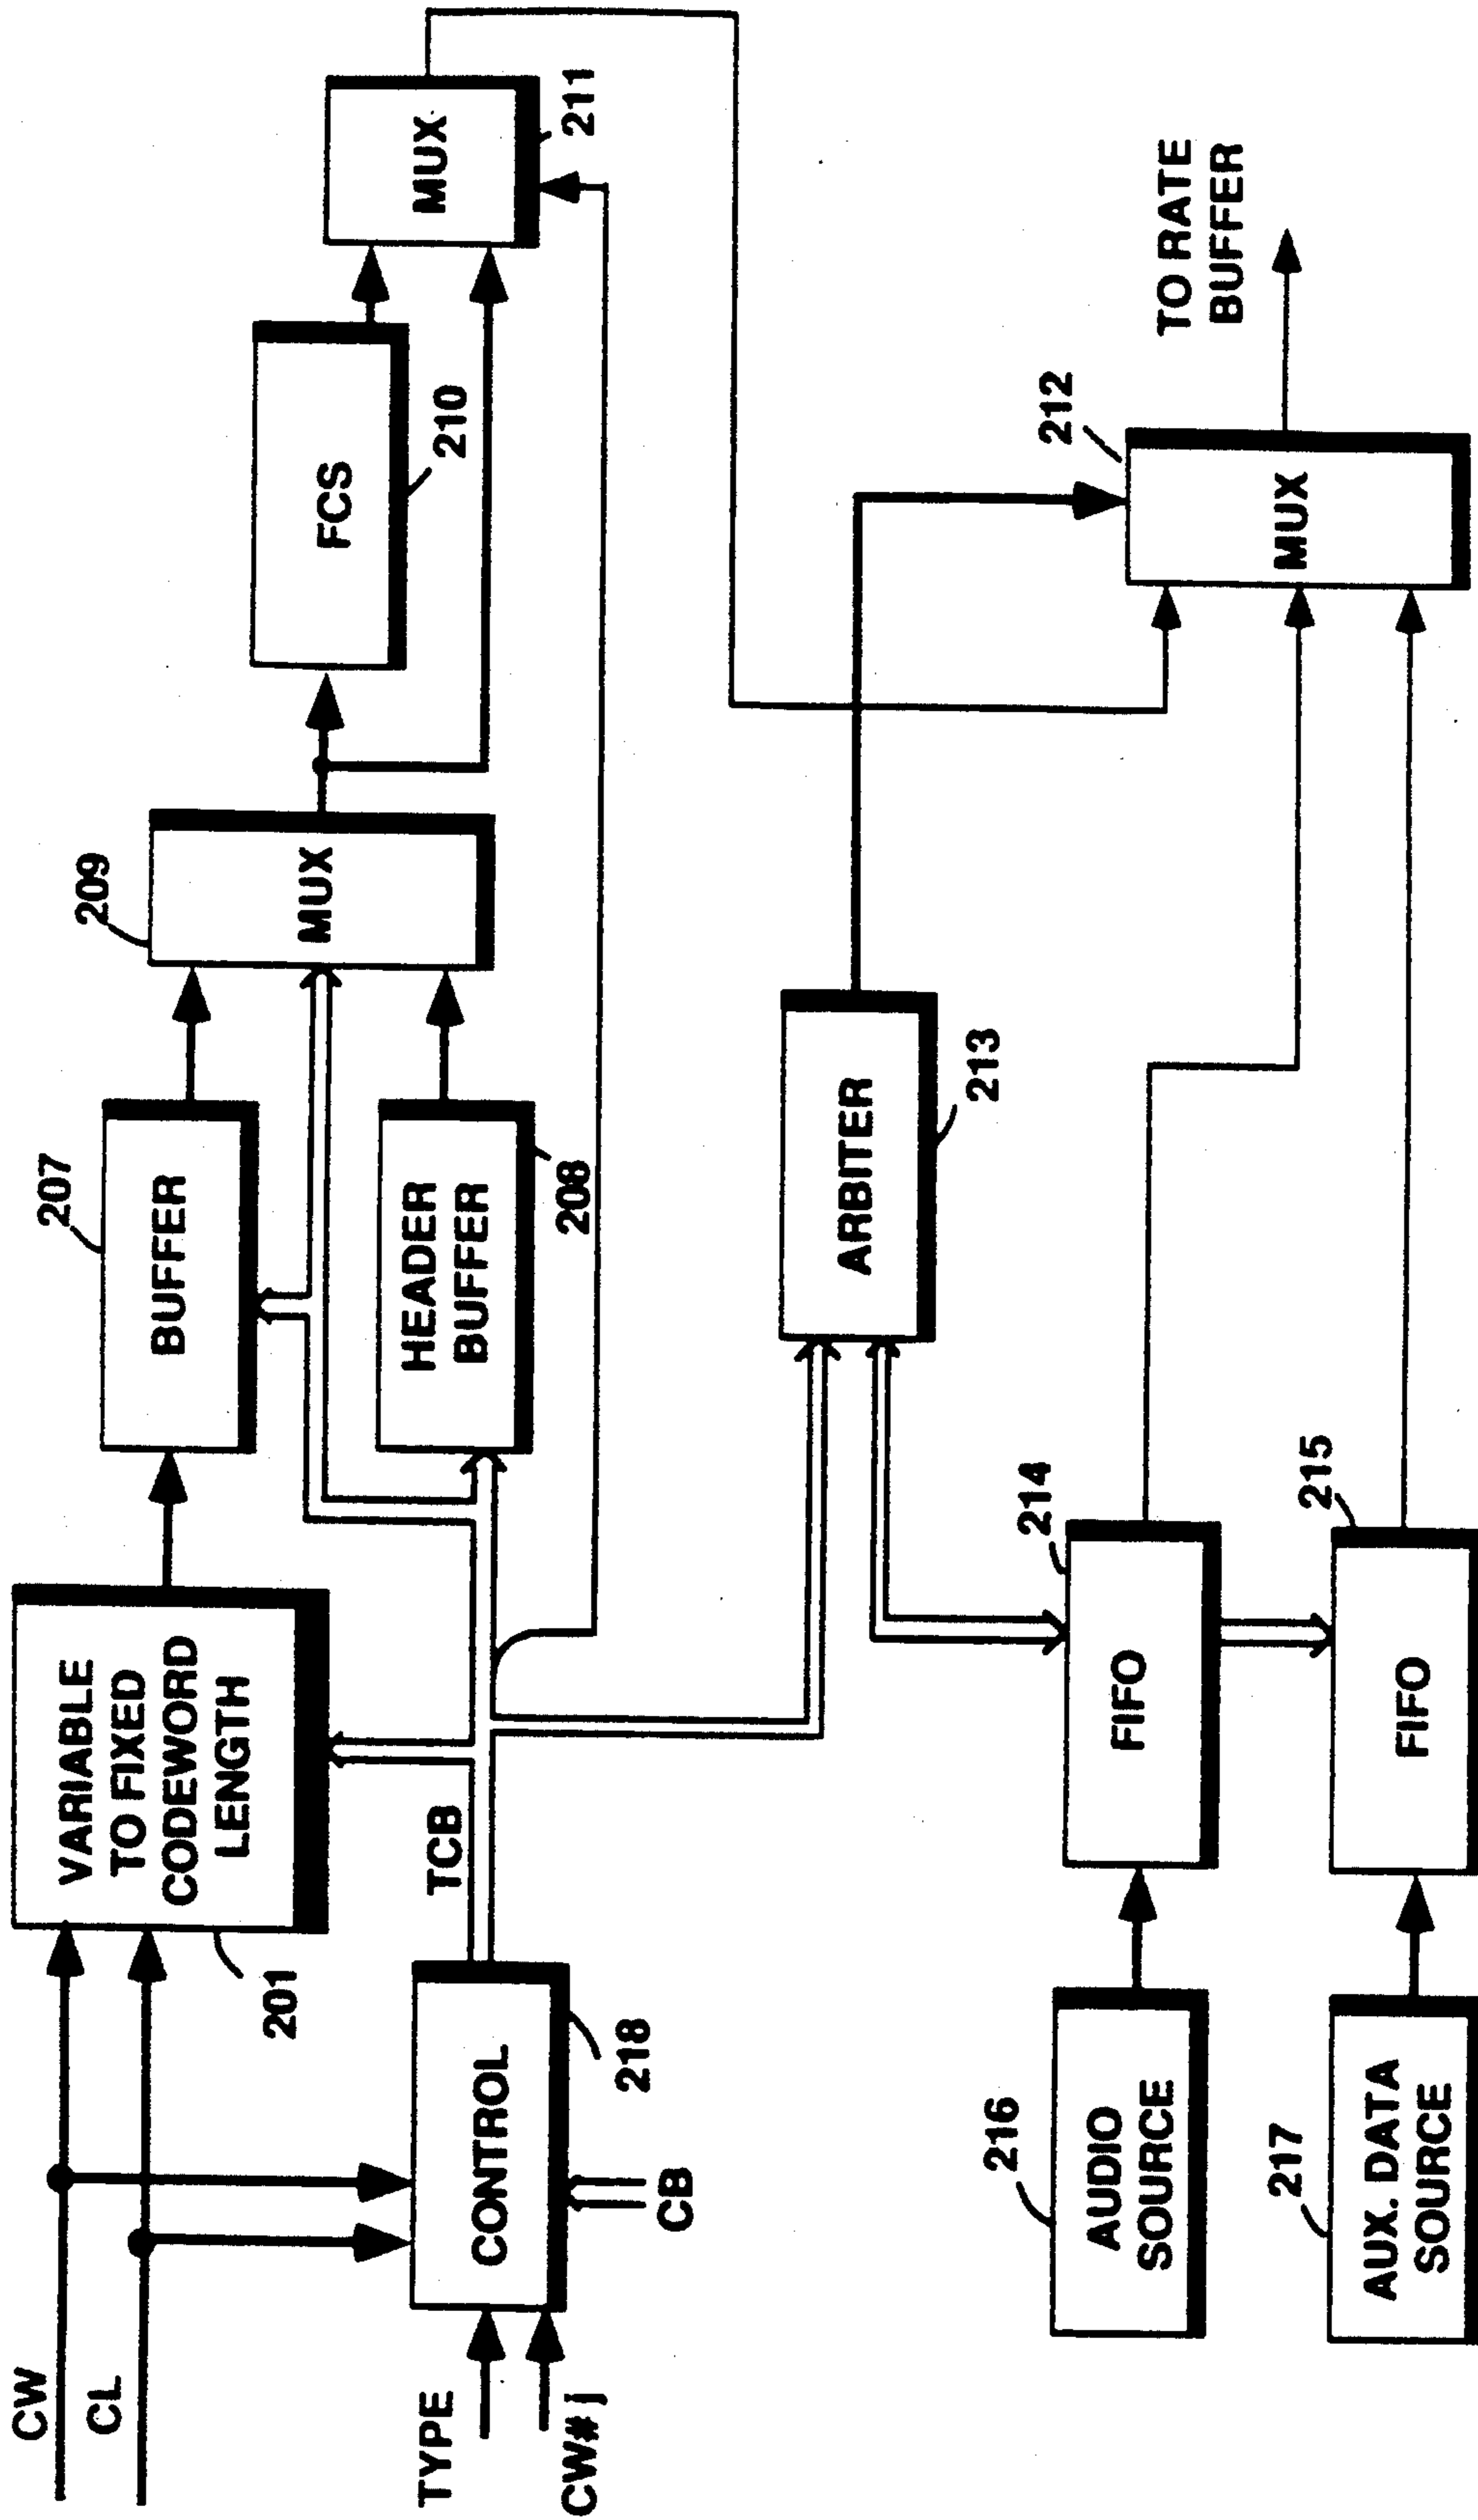 CW
CL
TYPE
CW# j
VARIABLE
TO FIXED
CODEWORD
LENGTH
201
CONTROL
218
CB
TCB
BUFFER
207
HEADER
BUFFER
208
MUX
209
FCS
210
MUX
211
ARBITER
213
AUDIO
SOURCE
216
AUX. DATA
SOURCE
217
FIFO
214
FIFO
215
MUX
212
TO RATE
BUFFER